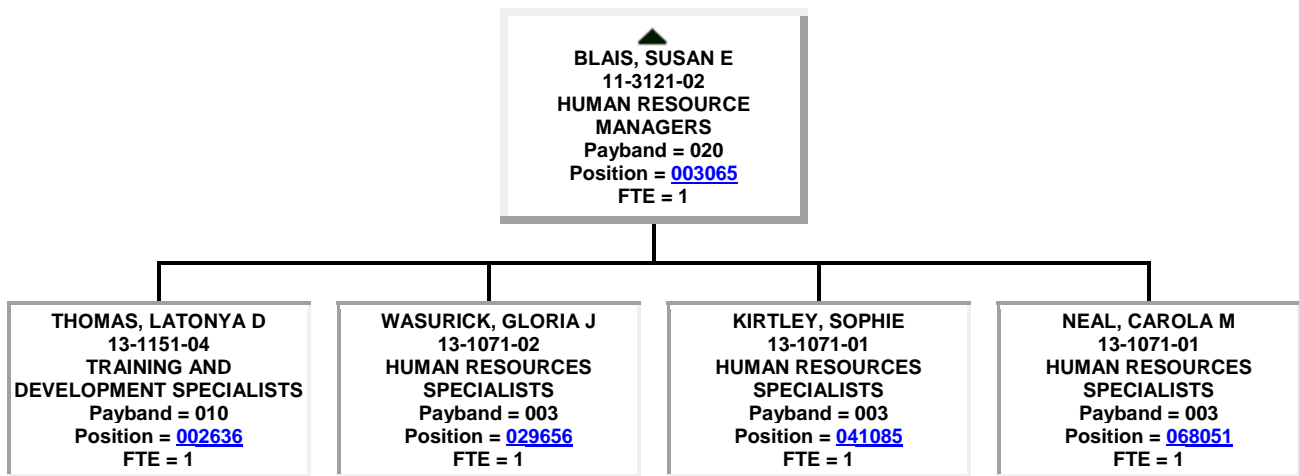 BLAIS, SUSAN E
11-3121-02
HUMAN RESOURCE
MANAGERS
Payband = 020
Position = 003065
FTE = 1
THOMAS, LATONYA D
13-1151-04
TRAINING AND
DEVELOPMENT SPECIALISTS
Payband = 010
Position = 002636
FTE = 1
WASURICK, GLORIA J
13-1071-02
HUMAN RESOURCES
SPECIALISTS
Payband = 003
Position = 029656
FTE = 1
KIRTLEY, SOPHIE
13-1071-01
HUMAN RESOURCES
SPECIALISTS
Payband = 003
Position = 041085
FTE = 1
NEAL, CAROLA M
13-1071-01
HUMAN RESOURCES
SPECIALISTS
Payband = 003
Position = 068051
FTE = 1